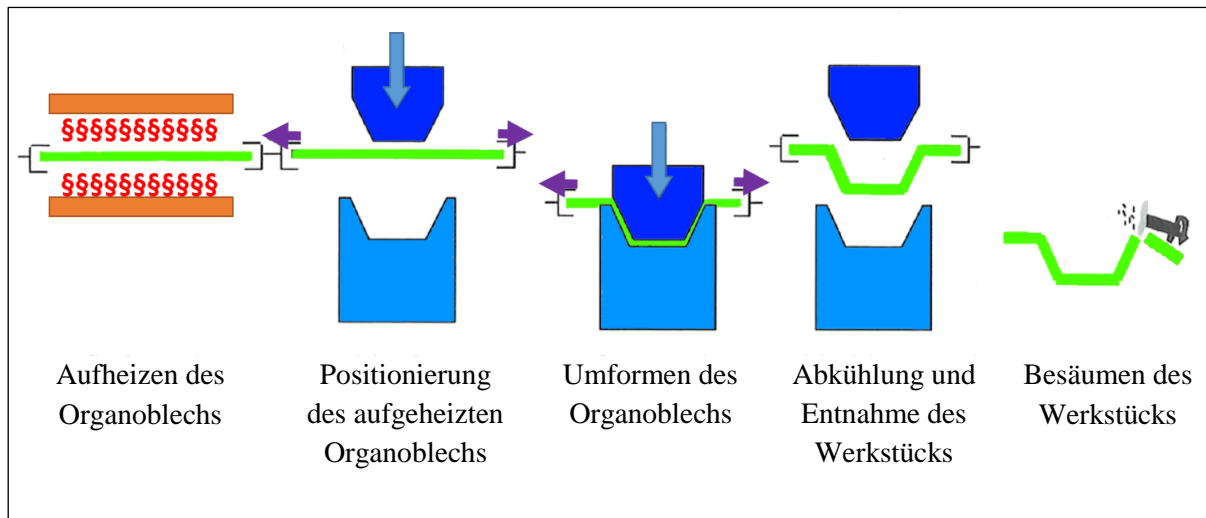 §§§§§§§§§§§
§§§§§§§§§§§
Aufheizen des
Organoblechs
Positionierung
des aufgeheizten
Organoblechs
Umformen des
Organoblechs
Abkühlung und
Entnahme des
Werkstücks
Besäumen des
Werkstücks